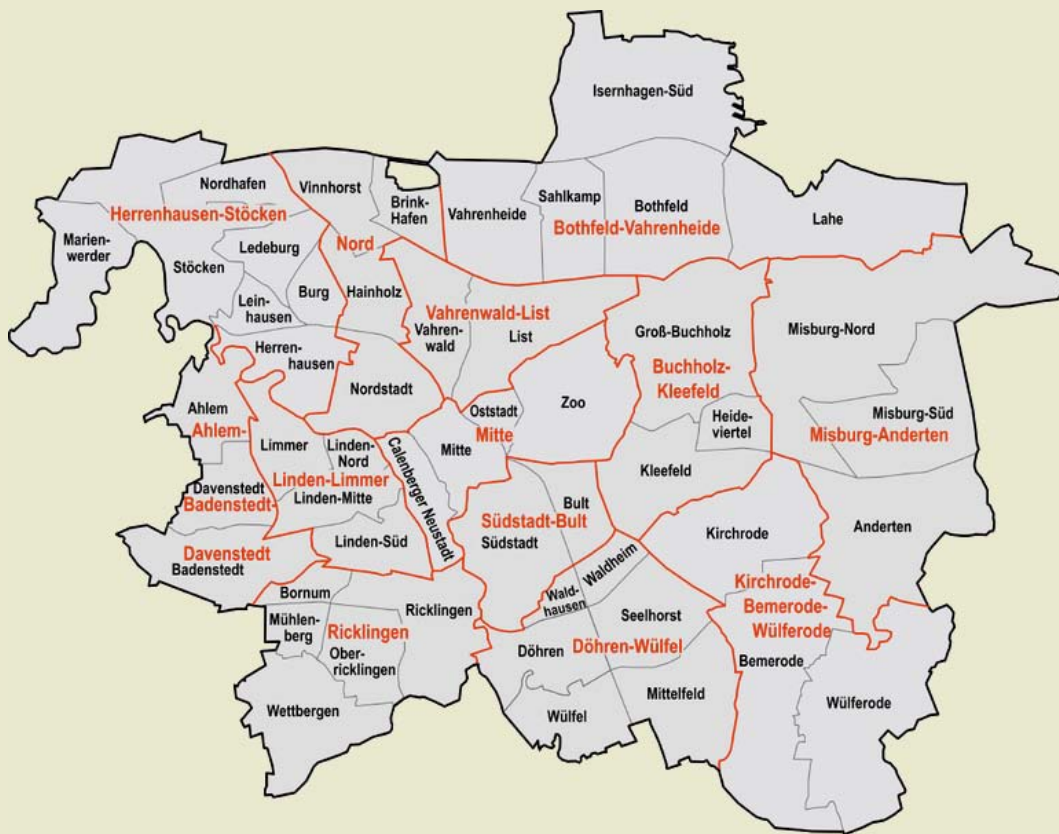 Isernhagen-Süd
Nordhafen
Vinnhorst
Brink-
Hafen
Vahrenheide
Sahlkamp
Bothfeld
Lahe
Herrenhausen-Stöcken
Bothfeld-Vahrenheide
Marien-
werder
Nord
Ledeburg
Stöcken
Burg
Hainholz
Lein-
hausen
Vahrenwald-List
Vahren-
wald
List
Groß-Buchholz
Misburg-Nord
Herren-
hausen
Buchholz-
Kleefeld
Nordstadt
Zoo
Ahlem
Ahlem-
Oststadt
Mitte
Mitte
Heide-
viertel
Misburg-Süd
Misburg-Anderten
Limmer
Linden-
Nord
Calenberger Neustadt
Kleefeld
Linden-Limmer
Linden-Mitte
Davenstedt
Badenstedt-
Bult
Südstadt-Bult
Südstadt
Kirchrode
Anderten
Linden-Süd
Davenstedt
Badenstedt
Waldheim
Wald-
hausen
Bornum
Kirchrode-
Bemerode-
Wülferode
Mühlen-
berg
Ricklingen
Ricklingen
Seelhorst
Ober-
ricklingen
Döhren
Döhren-Wülfel
Bemerode
Mittelfeld
Wülferode
Wettbergen
Wülfel